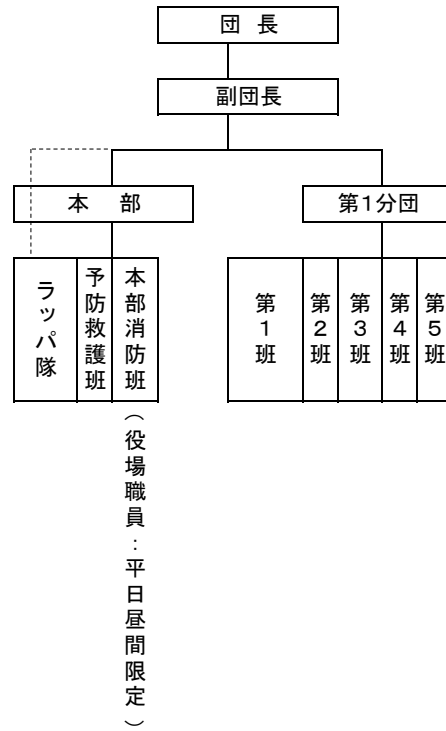 団 長
副団長
本 部
第1分団
ラッパ隊
予防救護班
本部消防班
第1班
第2班
第3班
第4班
第5班
（役場職員：平日昼間限定）